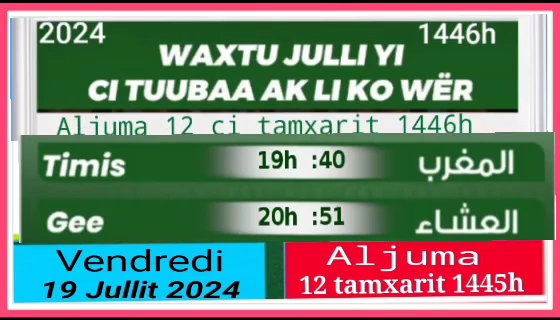 2024 1446h
WAXTU JULLI YI
CI TUUBAA AK LI KO WËR
Aljuma 12 ci tamxarit 1446h
Timis 19h :40 المغرب
Gee 20h :51 العشاء
Vendredi
19 Jullit 2024
Aljuma
12 tamxarit 1445h